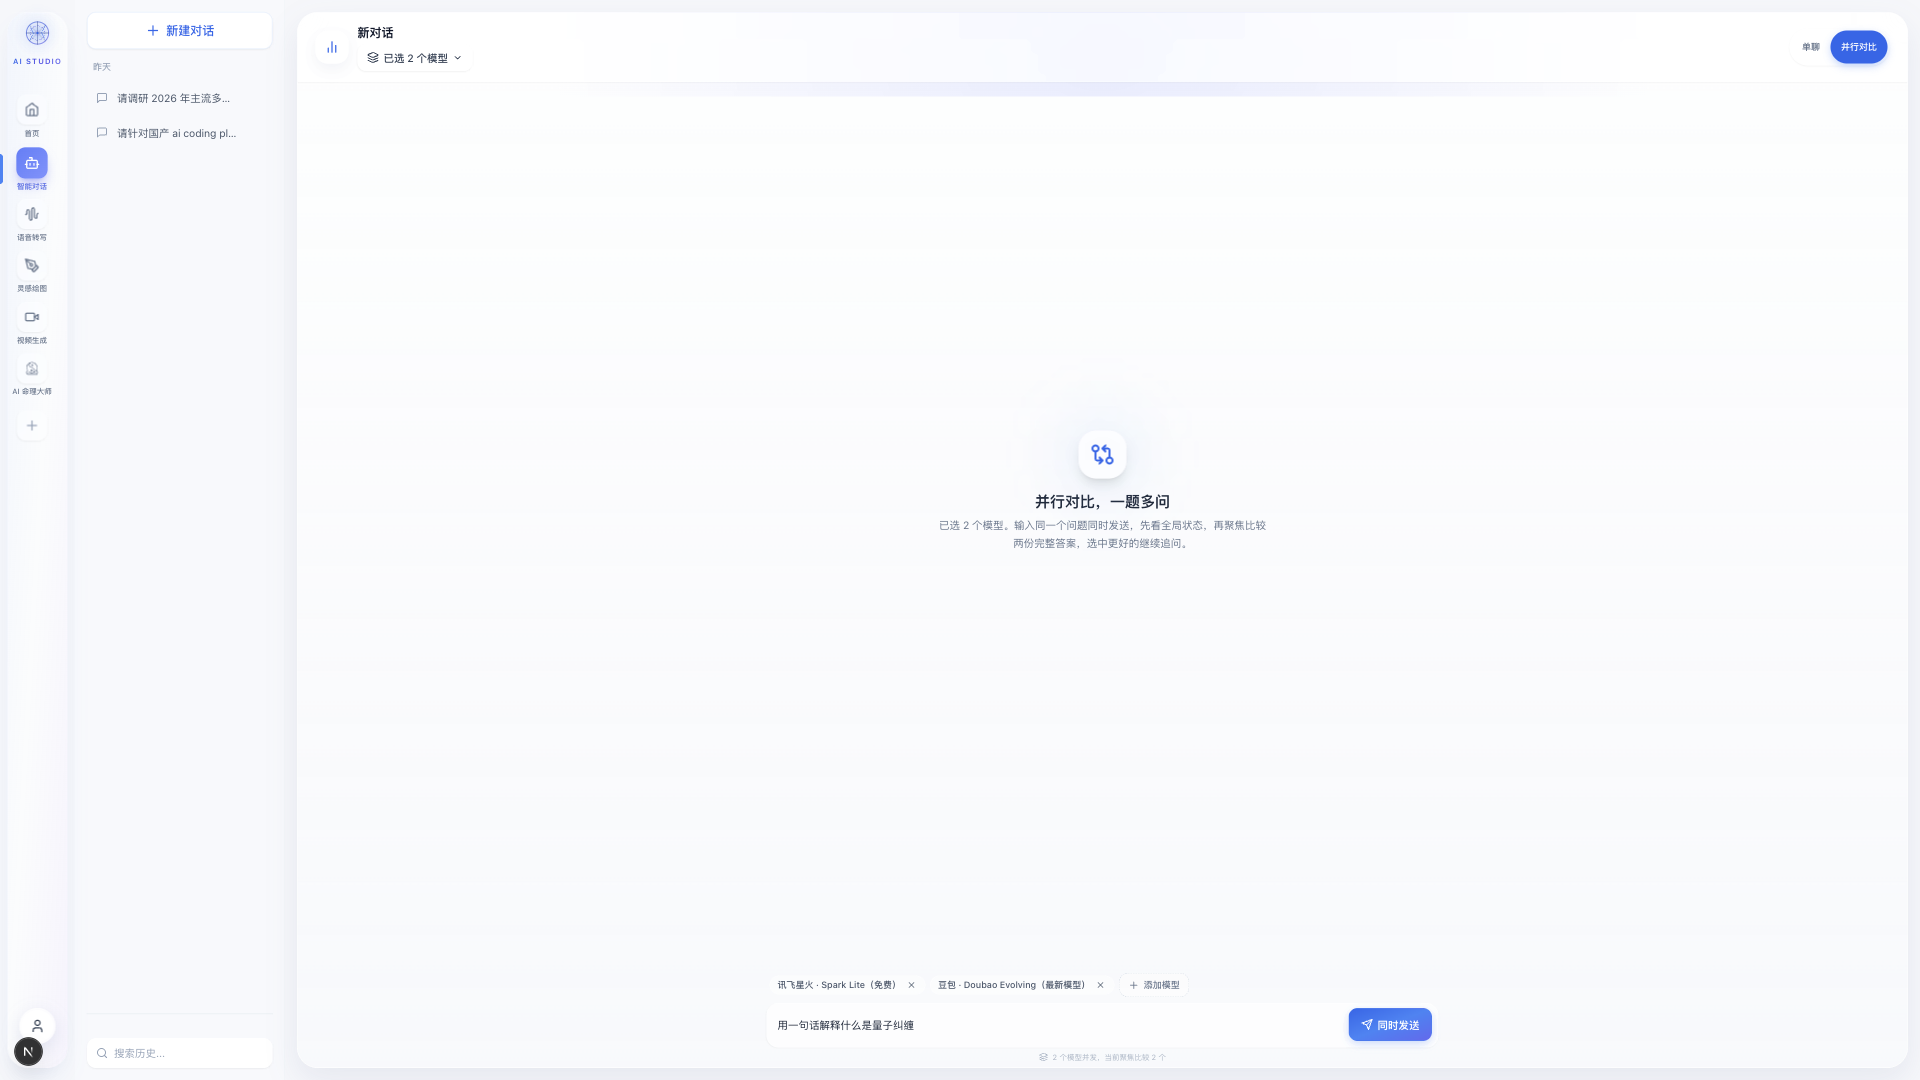 AI STUDIO
首页
智能对话
语音转写
灵感绘图
视频生成
AI 命理大师
N
新建对话
昨天
请调研 2026 年主流多...
请针对国产 ai coding pl...
搜索历史...
新对话
已选 2 个模型
单聊
并行对比
并行对比，一题多问
已选 2 个模型。输入同一个问题同时发送，先看全局状态，再聚焦比较
两份完整答案，选中更好的继续追问。
讯飞星火 · Spark Lite（免费）
豆包 · Doubao Evolving（最新模型）
添加模型
用一句话解释什么是量子纠缠
同时发送
2 个模型并发，当前聚焦比较 2 个